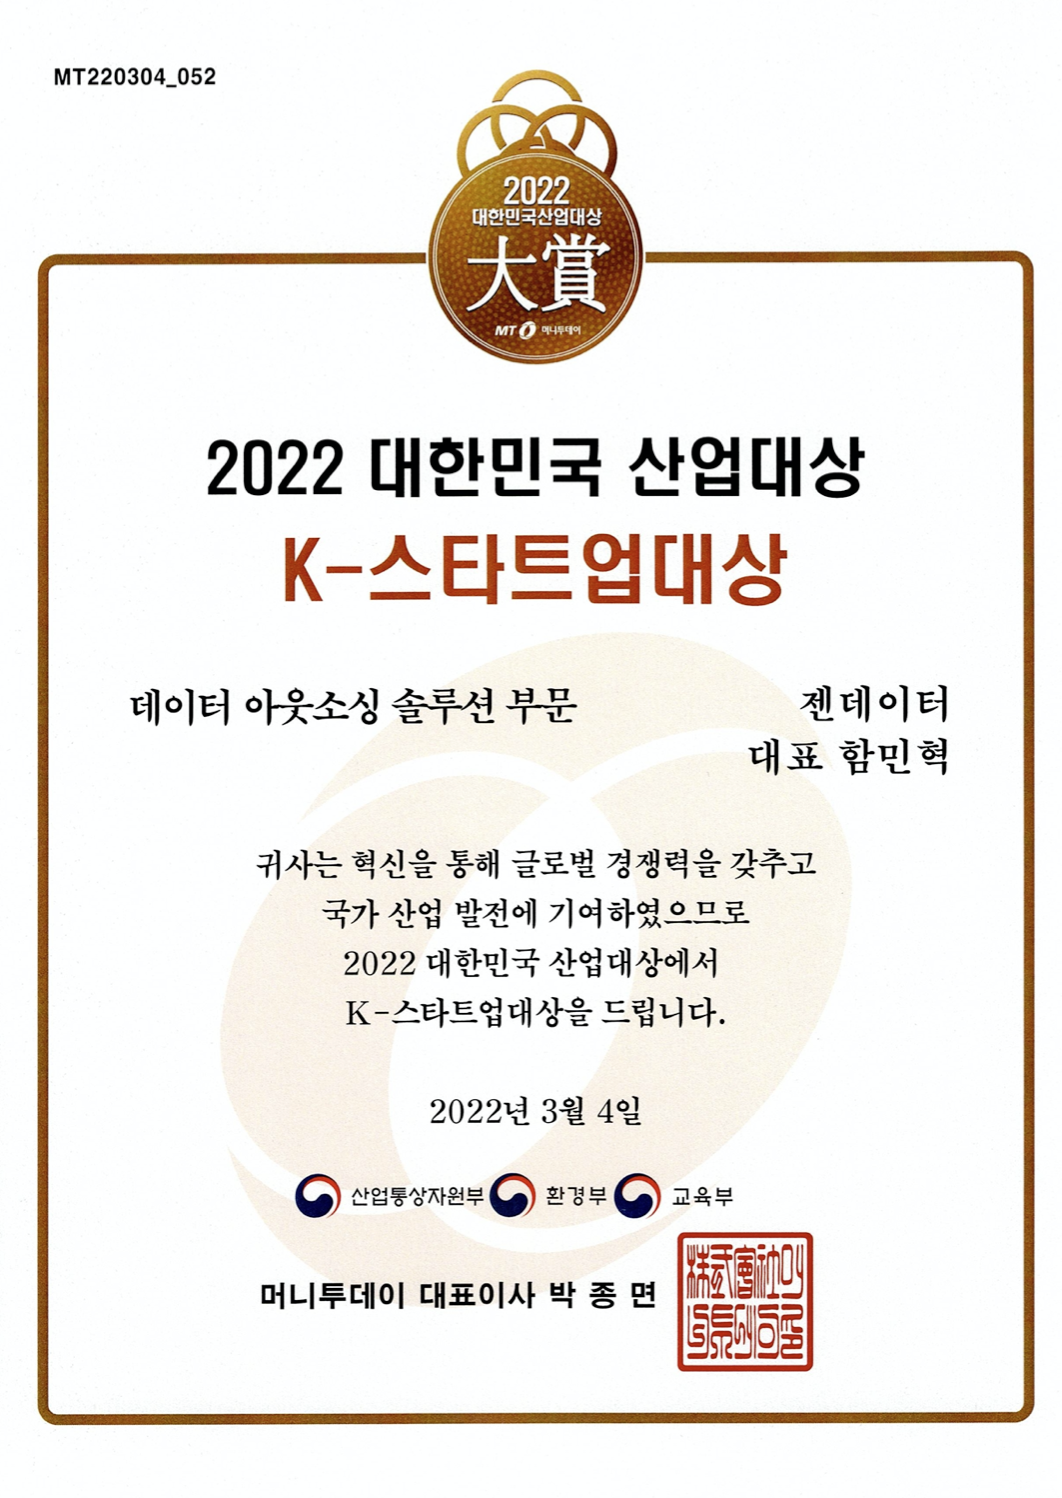 MT220304_052
2022
대한민국산업대상
大賞
MT 머니투데이
2022 대한민국 산업대상
K-스타트업대상
데이터 아웃소싱 솔루션 부문
젠데이터
대표 함민혁
귀사는 혁신을 통해 글로벌 경쟁력을 갖추고
국가 산업 발전에 기여하였으므로
2022 대한민국 산업대상에서
K-스타트업대상을 드립니다.
2022년 3월 4일
산업통상자원부 환경부 교육부
머니투데이 대표이사 박 종 면